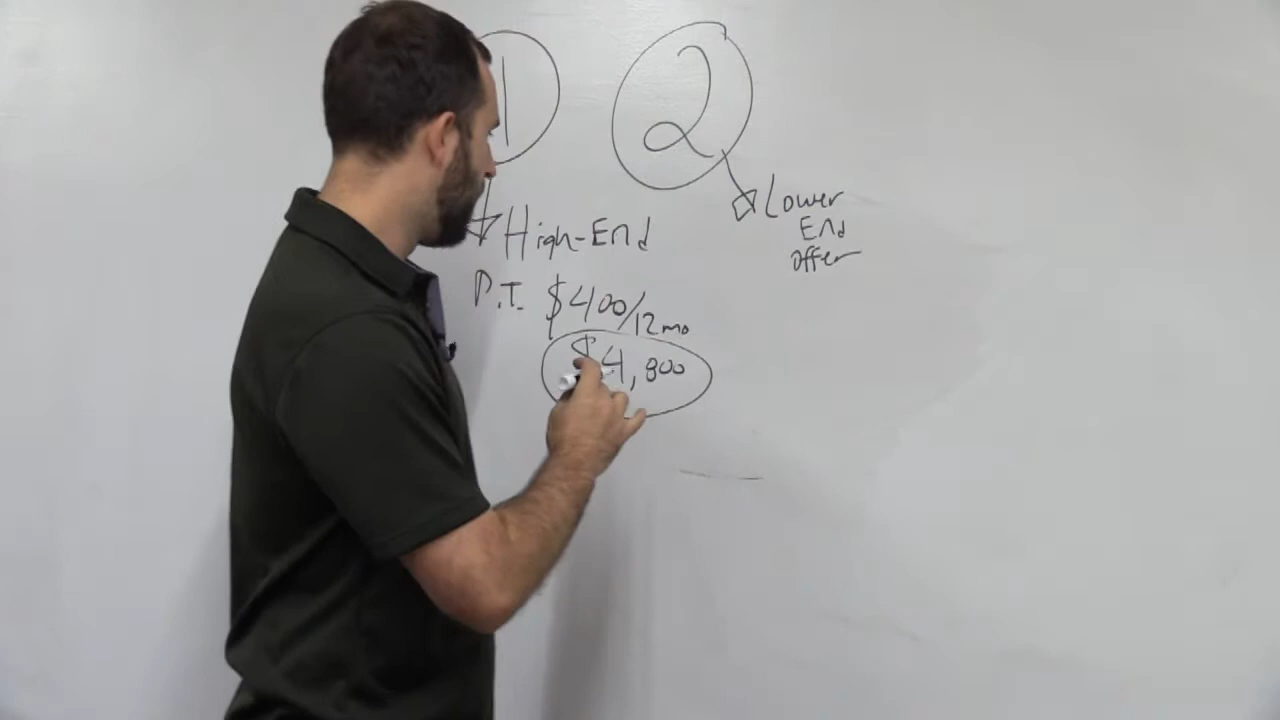 1
2
High-End
P.T. $400/12mo
$4,800
Lower
End
Offer